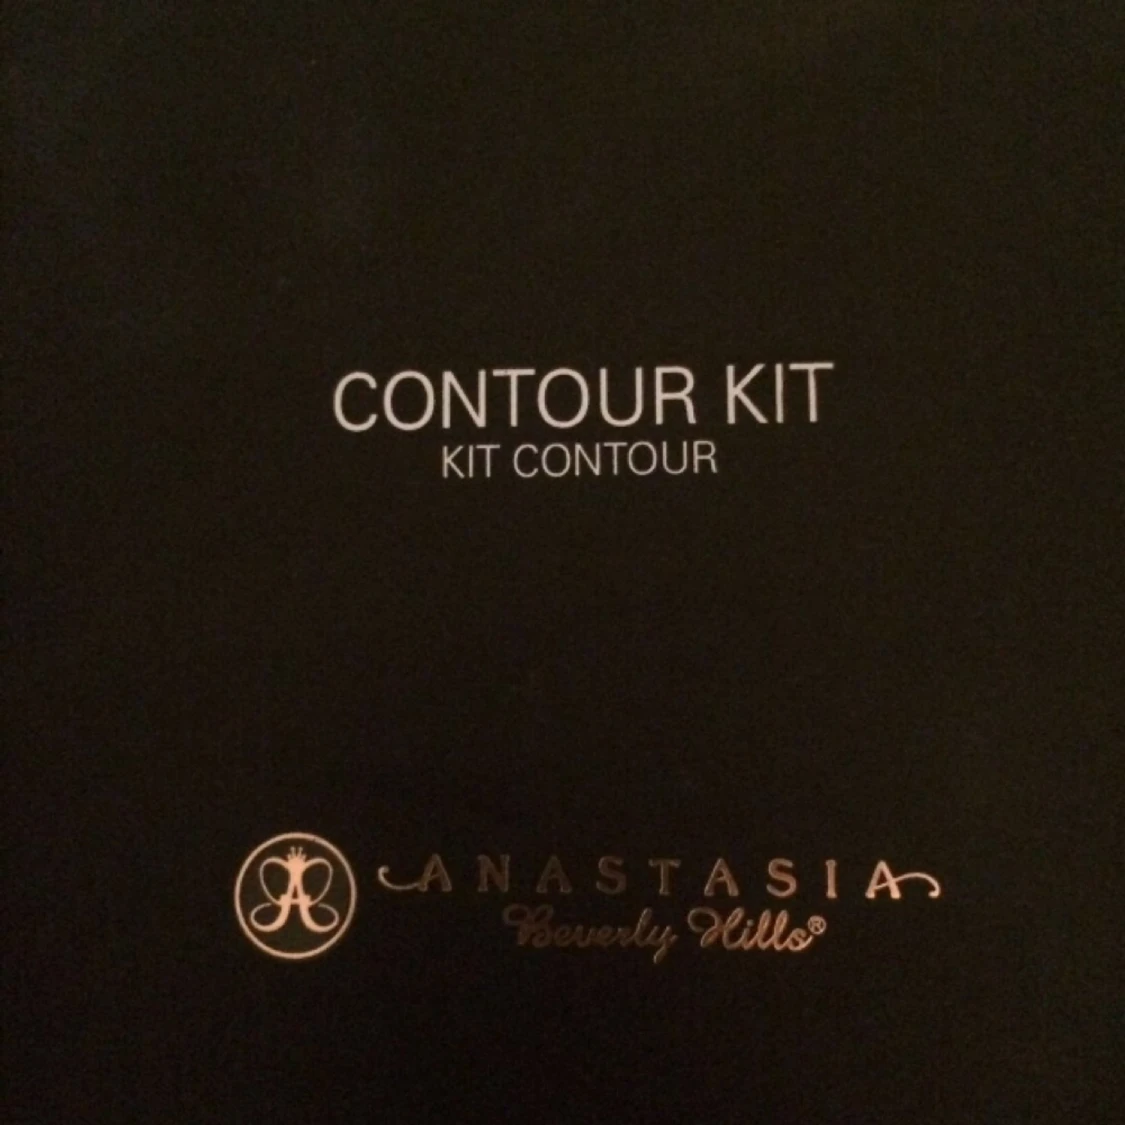 CONTOUR KIT
KIT CONTOUR
A
ANASTASIA
Beverly Hills®